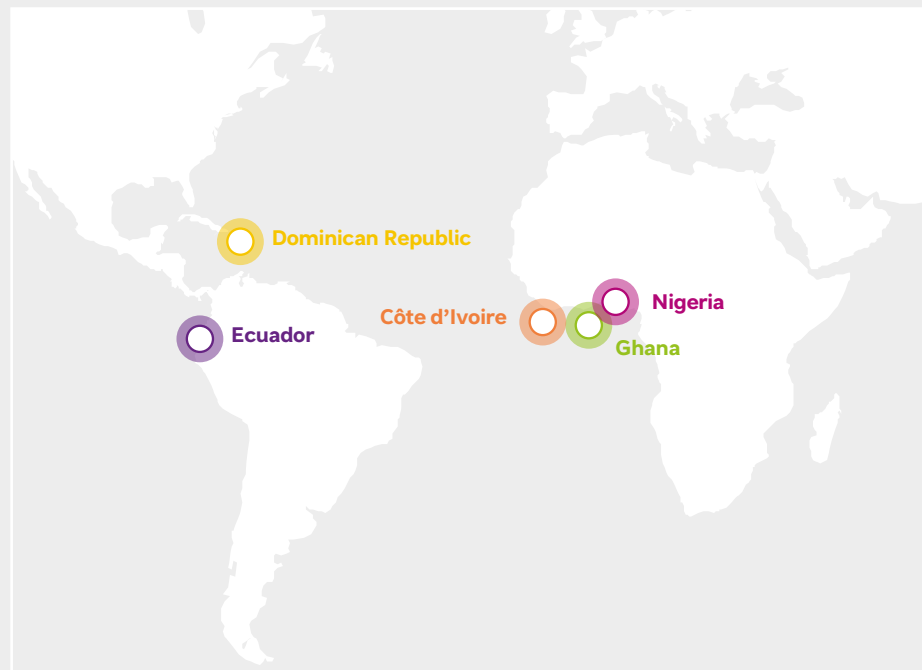 Dominican Republic
Nigeria
Côte d’Ivoire
Ecuador
Ghana